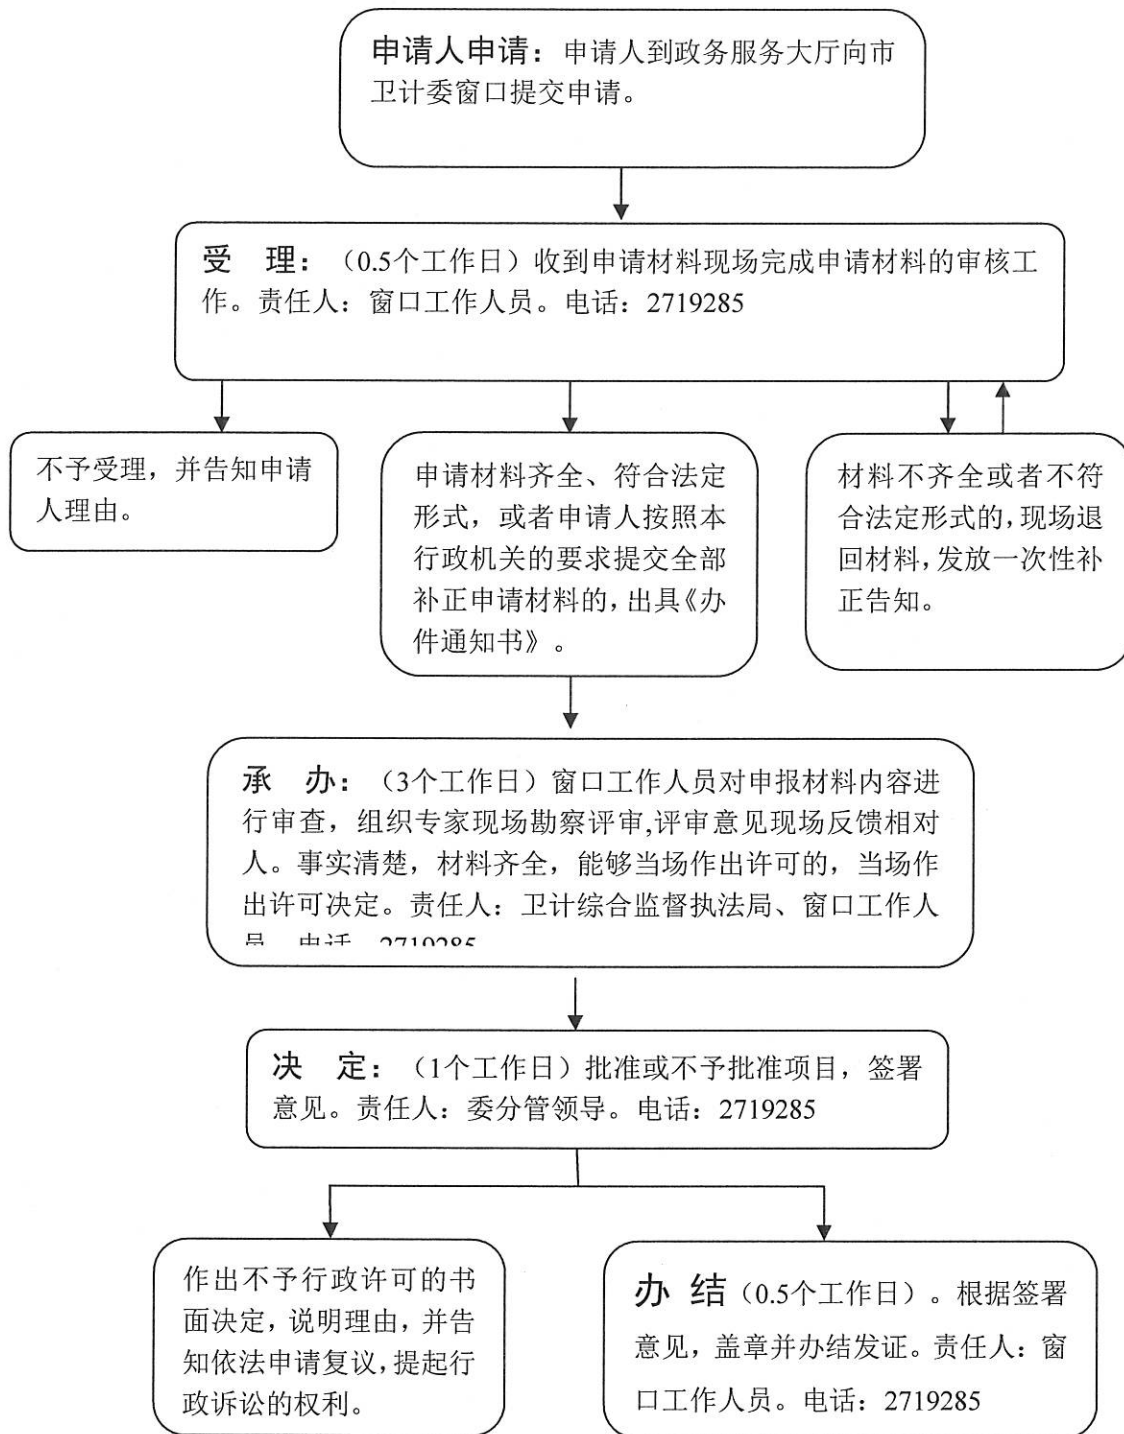 申请人申请：申请人到政务服务大厅向市
卫计委窗口提交申请。
受　理：（0.5个工作日）收到申请材料现场完成申请材料的审核工
作。责任人：窗口工作人员。电话：2719285
不予受理，并告知申请
人理由。
申请材料齐全、符合法定
形式，或者申请人按照本
行政机关的要求提交全部
补正申请材料的，出具《办
件通知书》。
材料不齐全或者不符
合法定形式的，现场退
回材料，发放一次性补
正告知。
承　办：（3个工作日）窗口工作人员对申报材料内容进
行审查，组织专家现场勘察评审,评审意见现场反馈相对
人。事实清楚，材料齐全，能够当场作出许可的，当场作
出许可决定。责任人：卫计综合监督执法局、窗口工作人
员　电话　2719285
决　定：（1个工作日）批准或不予批准项目，签署
意见。责任人：委分管领导。电话：2719285
作出不予行政许可的书
面决定，说明理由，并告
知依法申请复议，提起行
政诉讼的权利。
办 结（0.5个工作日）。根据签署
意见，盖章并办结发证。责任人：窗
口工作人员。电话：2719285